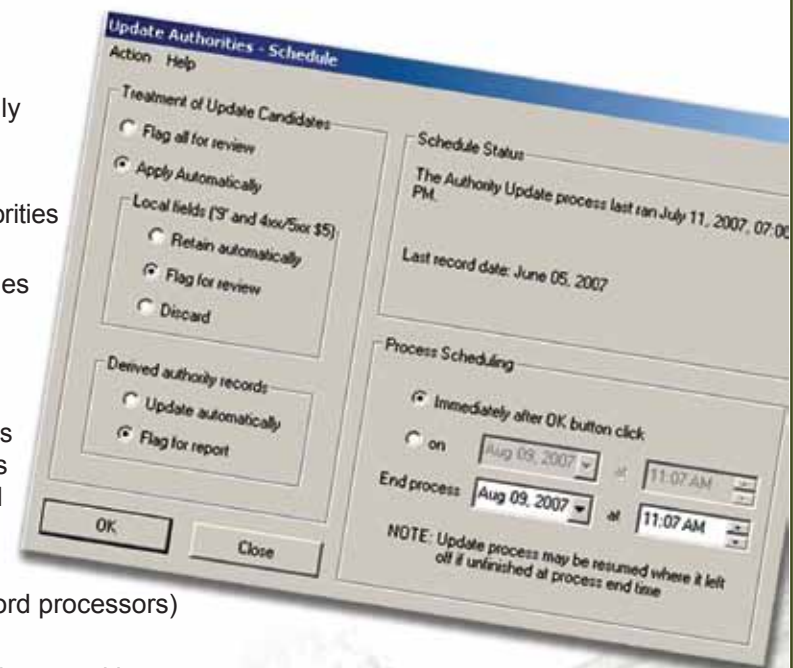 ly
orities
es
s
s
l
ord processors)
Update Authorities - Schedule
Action Help
Treatment of Update Candidates
Flag all for review
Apply Automatically
Local fields ('9' and 4xx/5xx $5)
Retain automatically
Flag for review
Discard
Derived authority records
Update automatically
Flag for report
OK
Close
Schedule Status
The Authority Update process last ran July 11, 2007, 07:00
PM.
Last record date: June 05, 2007
Process Scheduling
Immediately after OK button click
on Aug 09, 2007 at 11:07 AM
End process Aug 09, 2007 at 11:07 AM
NOTE: Update process may be resumed where it left
off if unfinished at process end time